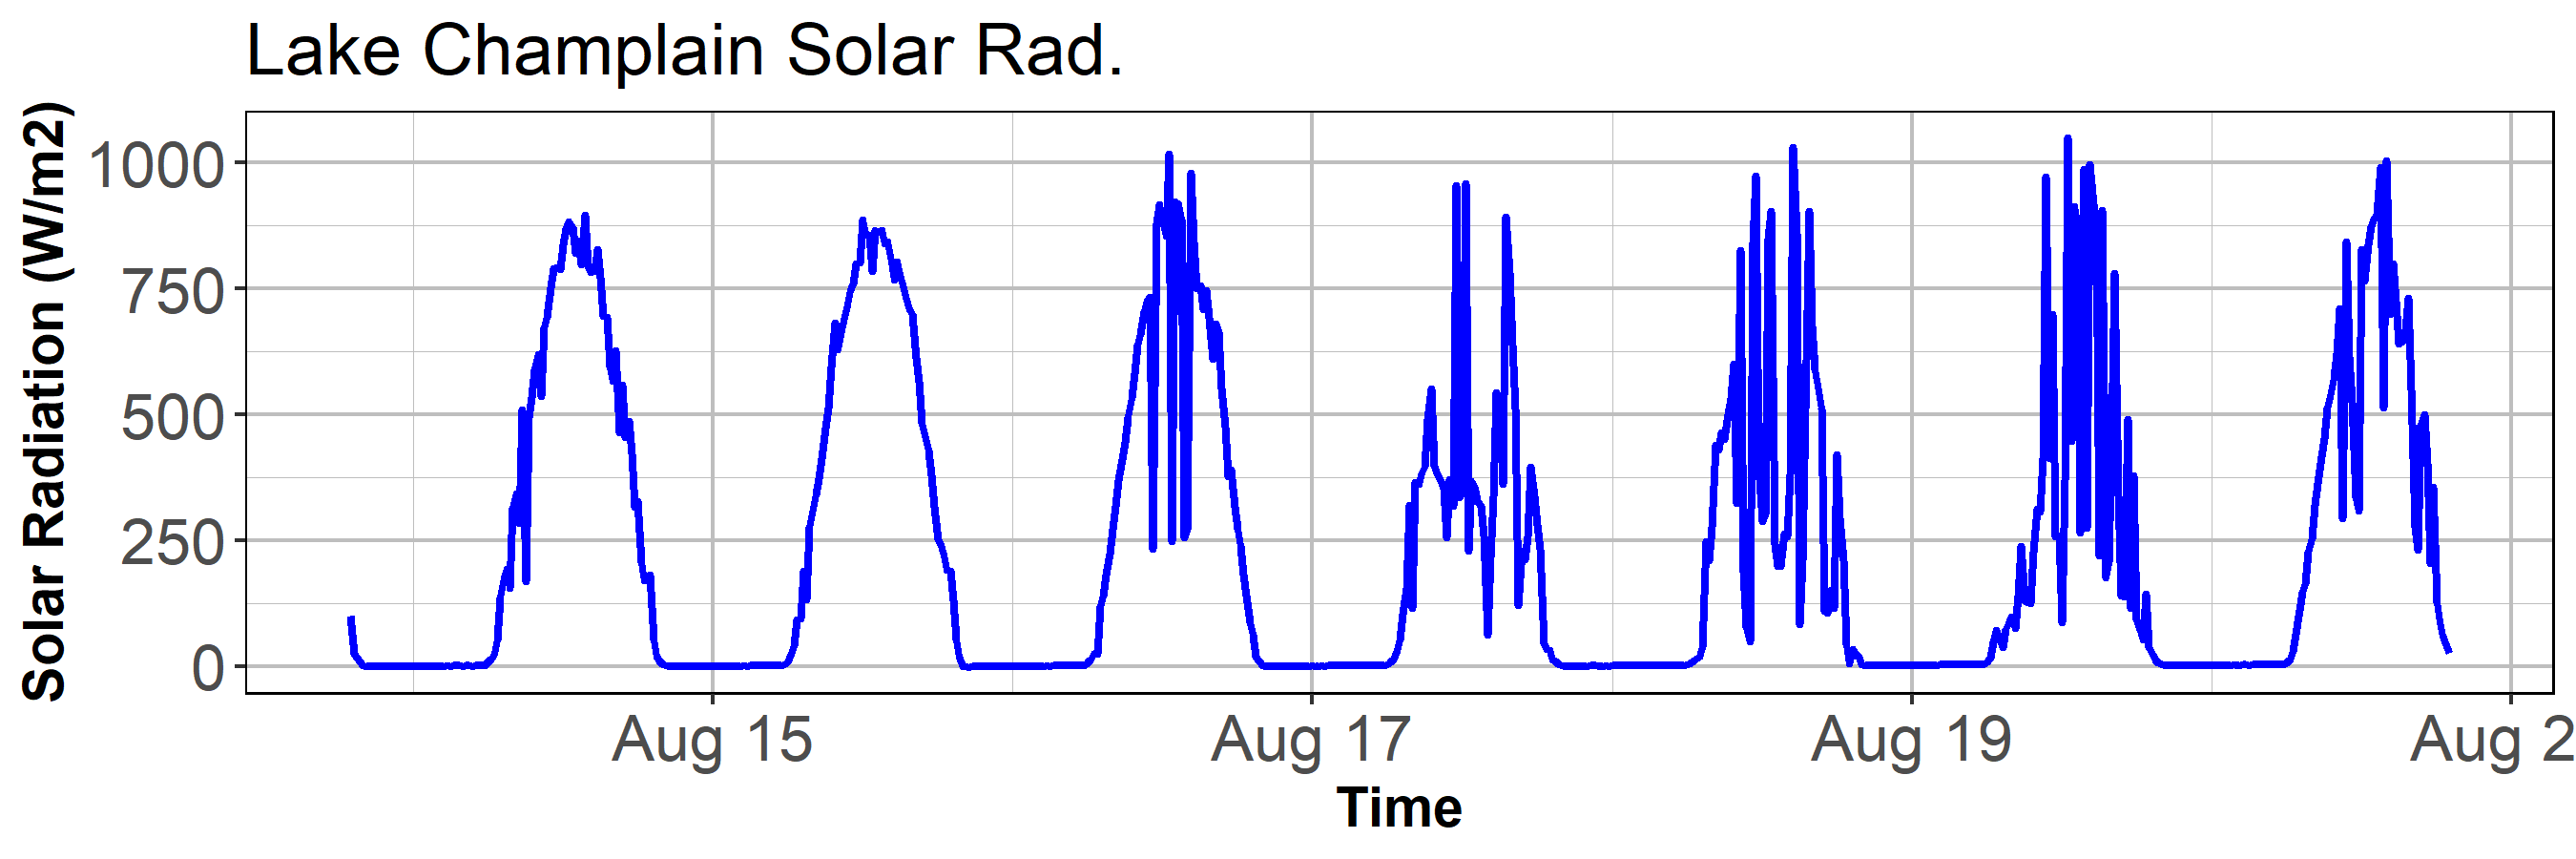 Lake Champlain Solar Rad.
Solar Radiation (W/m2)
1000
750
500
250
0
Aug 15
Aug 17
Aug 19
Aug 2
Time